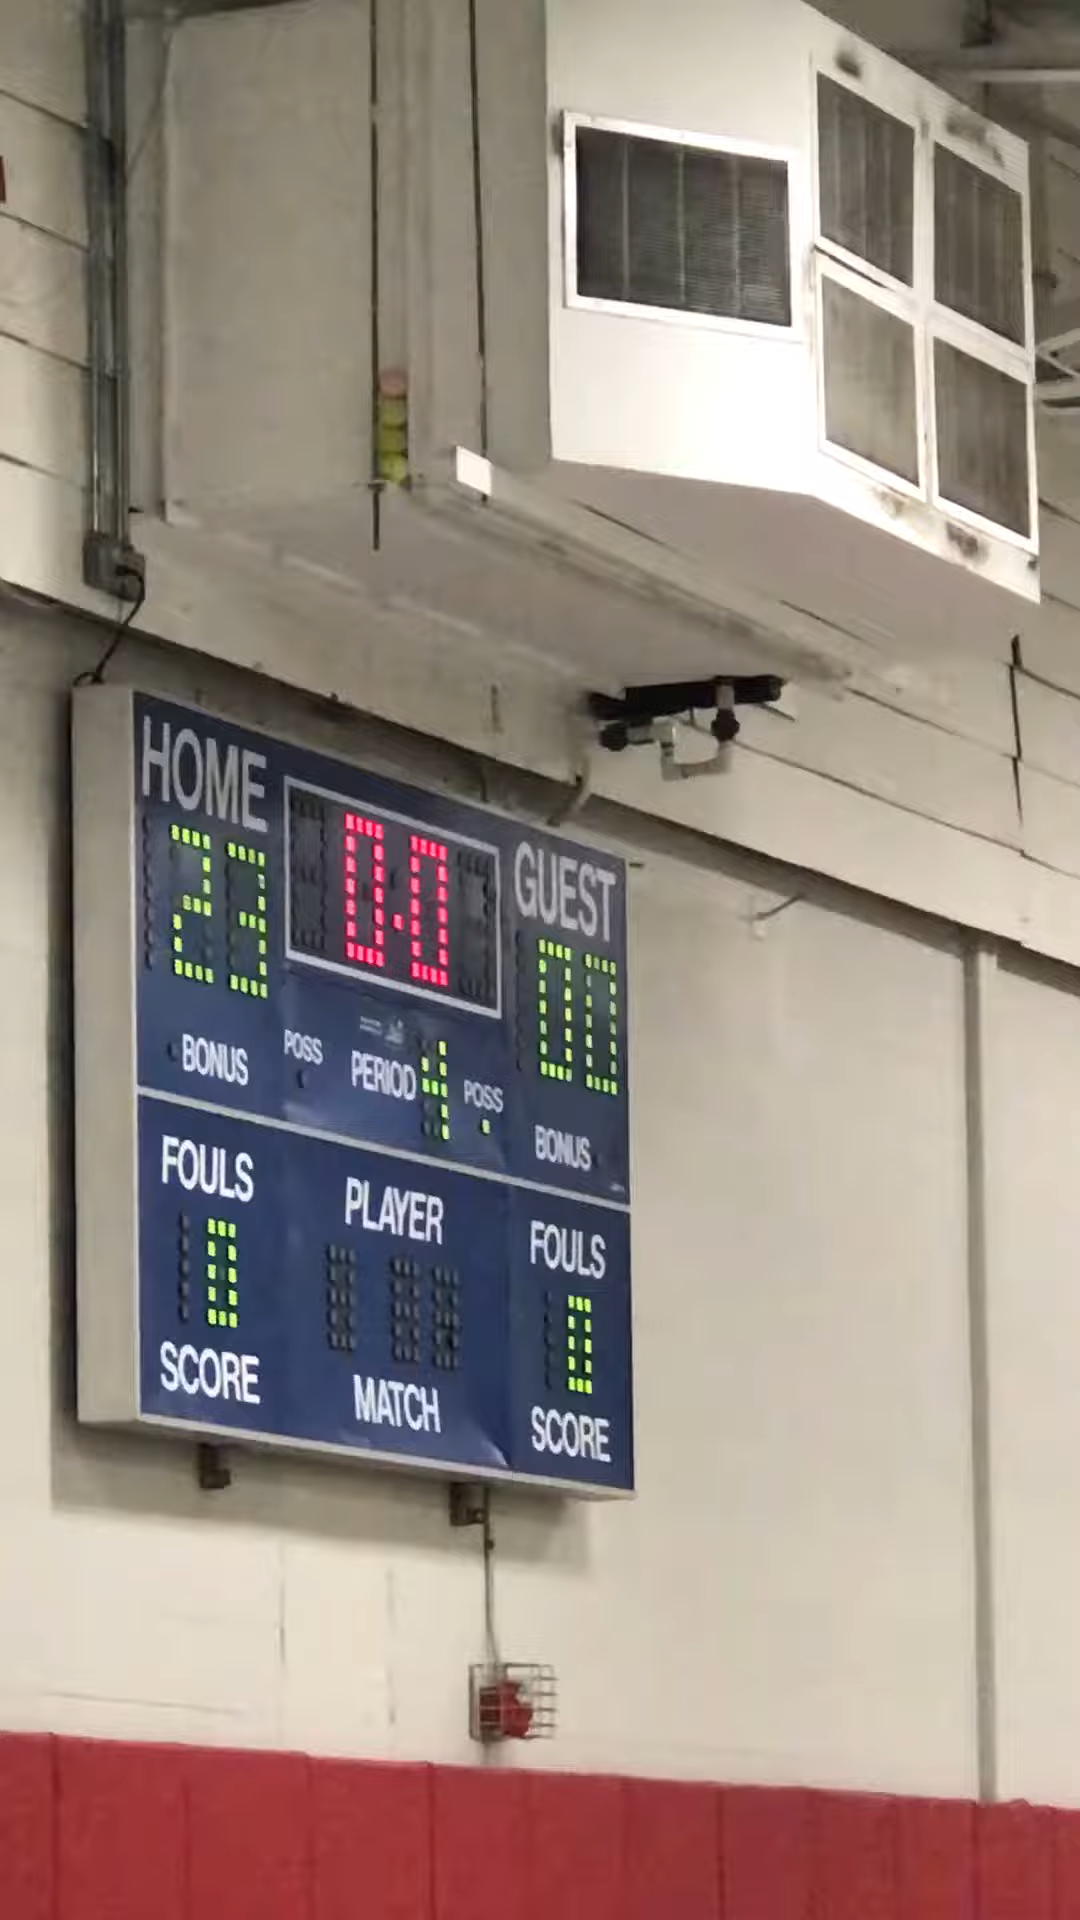 HOME
23
0.0
GUEST
00
BONUS
POSS
PERIOD 4
POSS
BONUS
FOULS
0
SCORE
PLAYER
MATCH
FOULS
0
SCORE